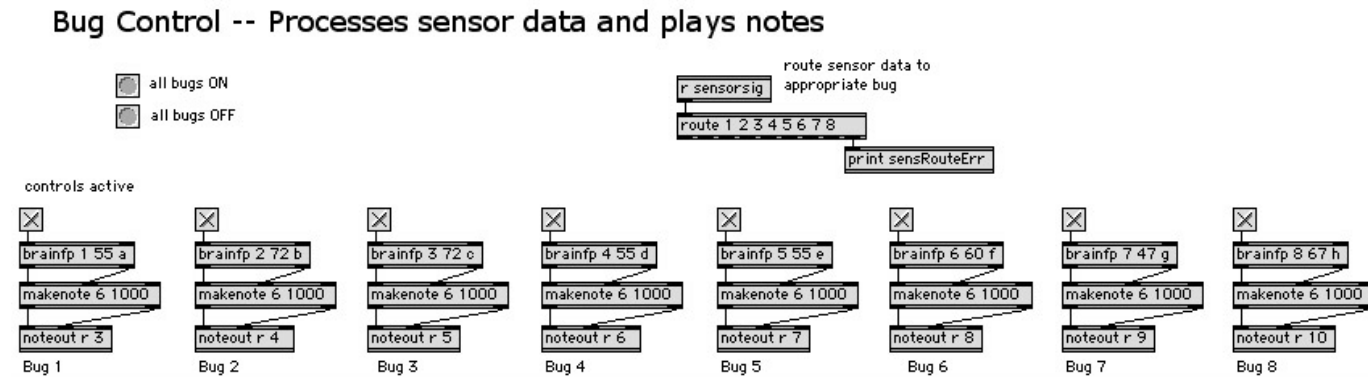 Bug Control -- Processes sensor data and plays notes
all bugs ON
all bugs OFF
route sensor data to
appropriate bug
r sensorsig
route 1 2 3 4 5 6 7 8
print sensRouteErr
controls active
brainfp 1 55 a
brainfp 2 72 b
brainfp 3 72 c
brainfp 4 55 d
brainfp 5 55 e
brainfp 6 60 f
brainfp 7 47 g
brainfp 8 67 h
makenote 6 1000
makenote 6 1000
makenote 6 1000
makenote 6 1000
makenote 6 1000
makenote 6 1000
makenote 6 1000
makenote 6 1000
noteout r 3
noteout r 4
noteout r 5
noteout r 6
noteout r 7
noteout r 8
noteout r 9
noteout r 10
Bug 1
Bug 2
Bug 3
Bug 4
Bug 5
Bug 6
Bug 7
Bug 8